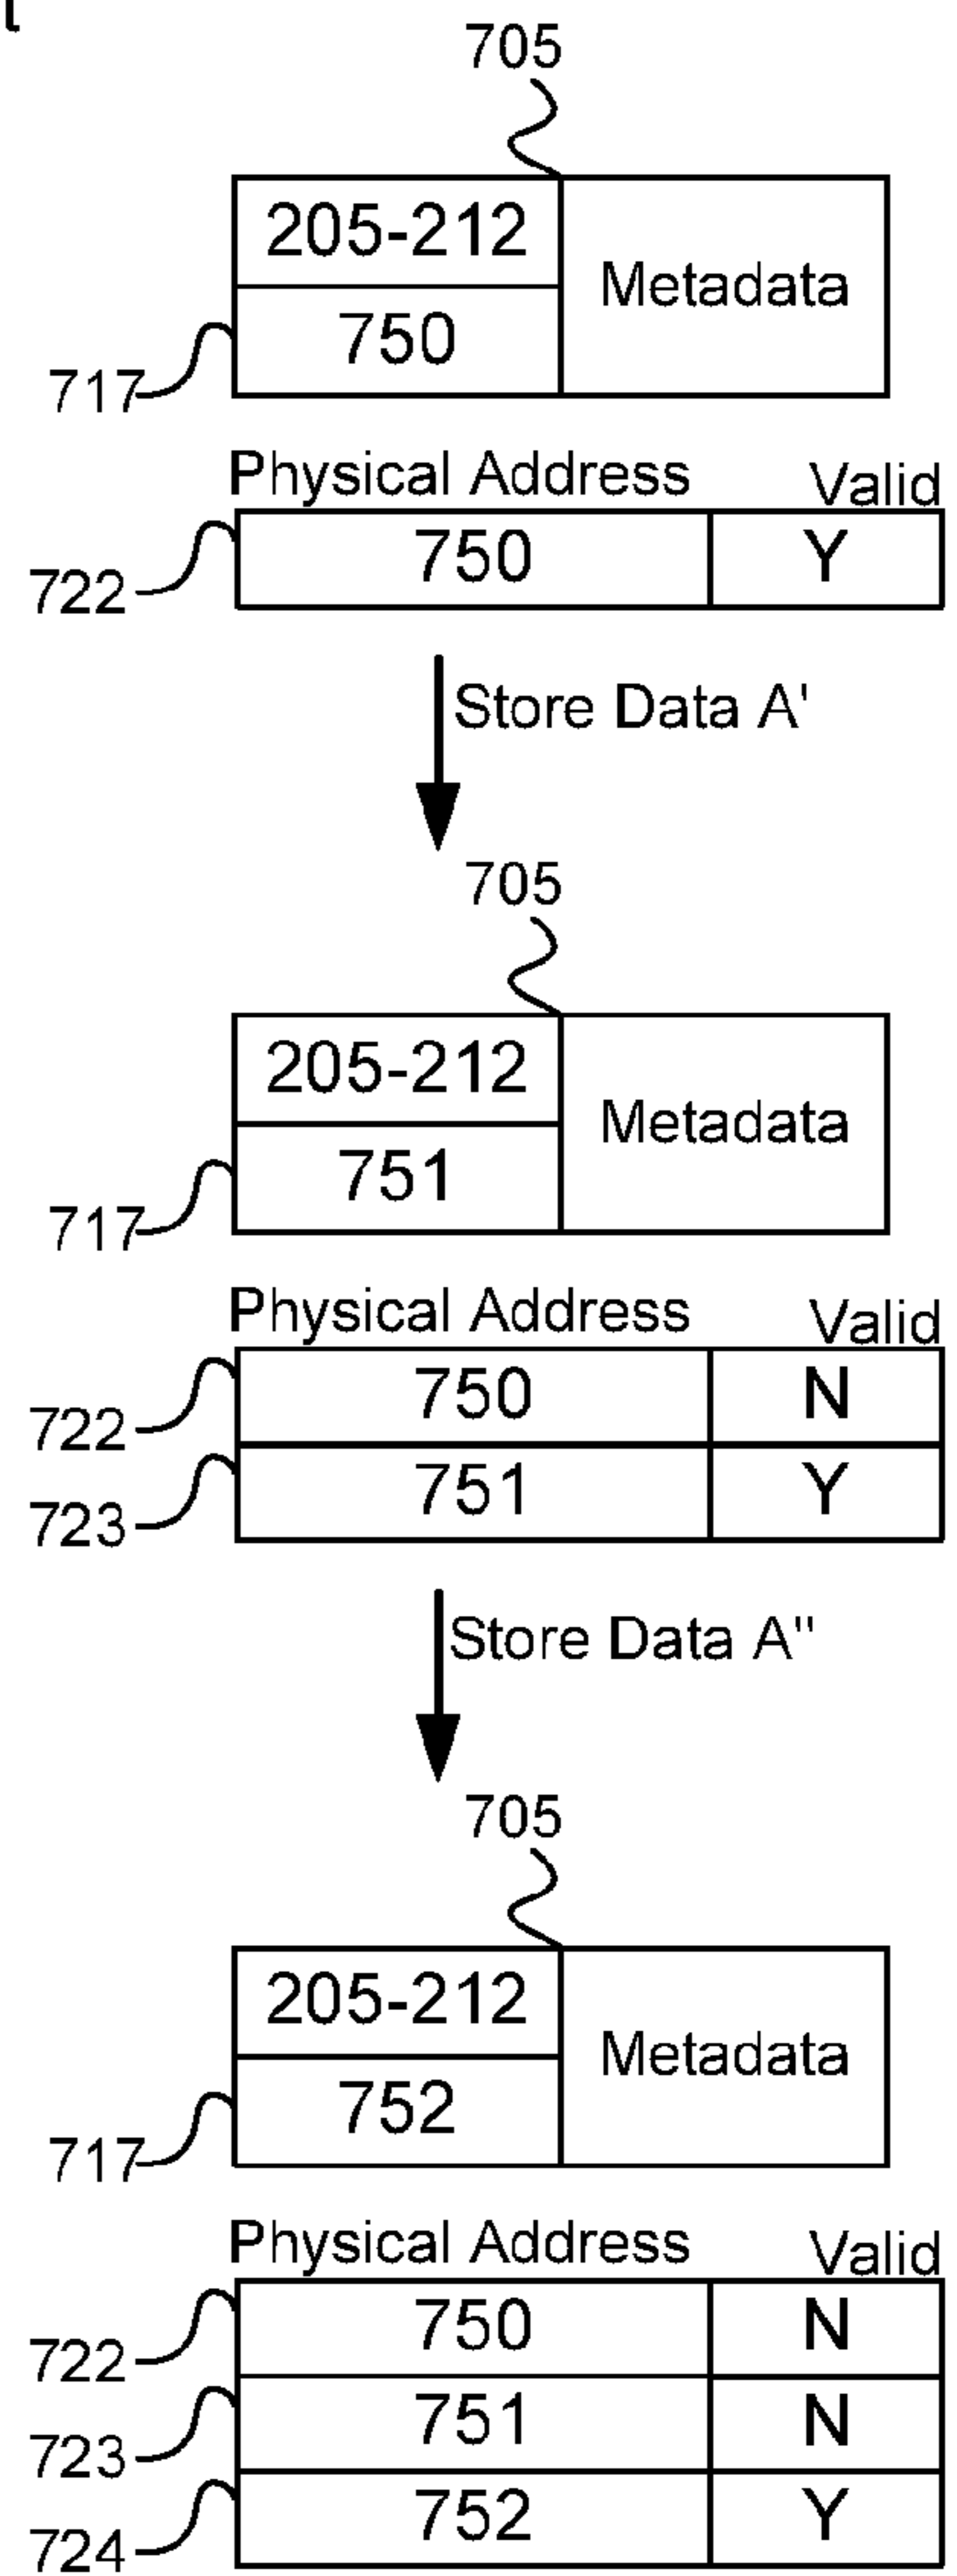 705
205-212
Metadata
750
717
Physical Address Valid
750 Y
722
Store Data A'
705
205-212
Metadata
751
717
Physical Address Valid
750 N
722
751 Y
723
Store Data A"
705
205-212
Metadata
752
717
Physical Address Valid
750 N
722
751 N
723
752 Y
724